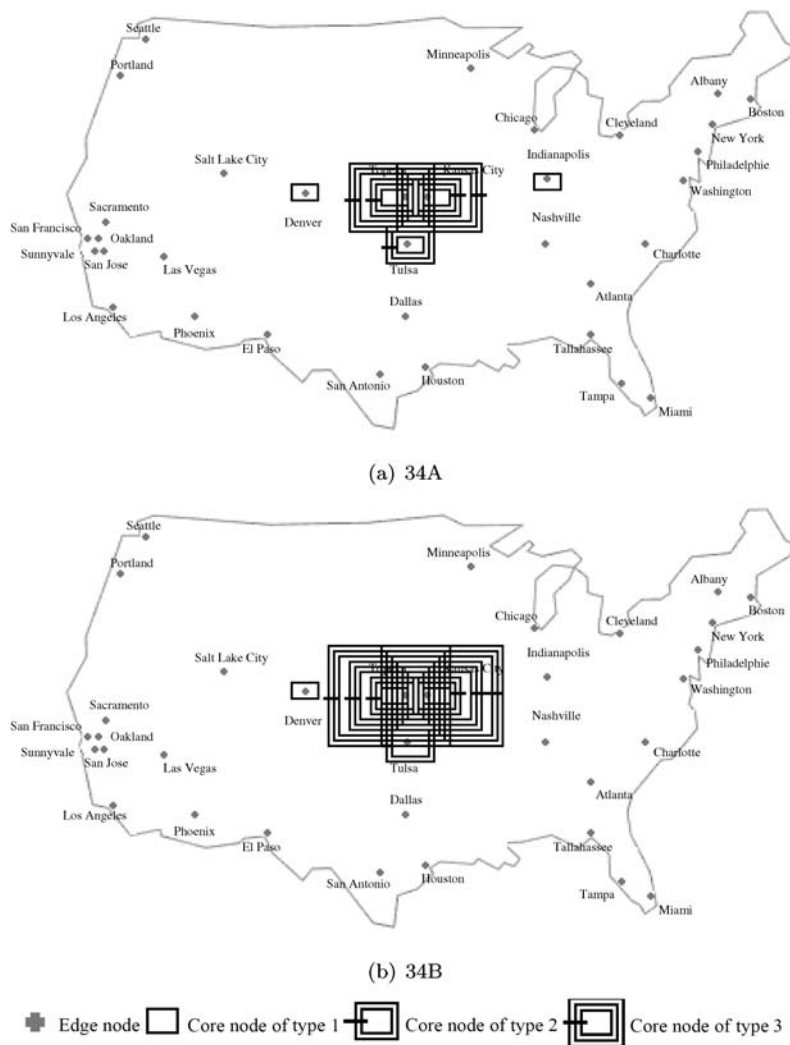 Seattle
Portland
Minneapolis
Albany
Boston
Chicago
Cleveland
New York
Indianapolis
Philadelphie
Salt Lake City
Kansas City
Washington
Denver
Sacramento
San Francisco
Oakland
Nashville
Sunnyvale
San Jose
Las Vegas
Charlotte
Tulsa
Atlanta
Los Angeles
Phoenix
Dallas
El Paso
Tallahassee
San Antonio
Houston
Tampa
Miami
(a) 34A
Seattle
Portland
Minneapolis
Albany
Boston
Chicago
Cleveland
New York
Indianapolis
Philadelphie
Salt Lake City
Kansas City
Washington
Denver
Sacramento
San Francisco
Oakland
Nashville
Sunnyvale
San Jose
Las Vegas
Charlotte
Tulsa
Atlanta
Los Angeles
Phoenix
Dallas
El Paso
Tallahassee
San Antonio
Houston
Tampa
Miami
(b) 34B
Edge node
Core node of type 1
Core node of type 2
Core node of type 3